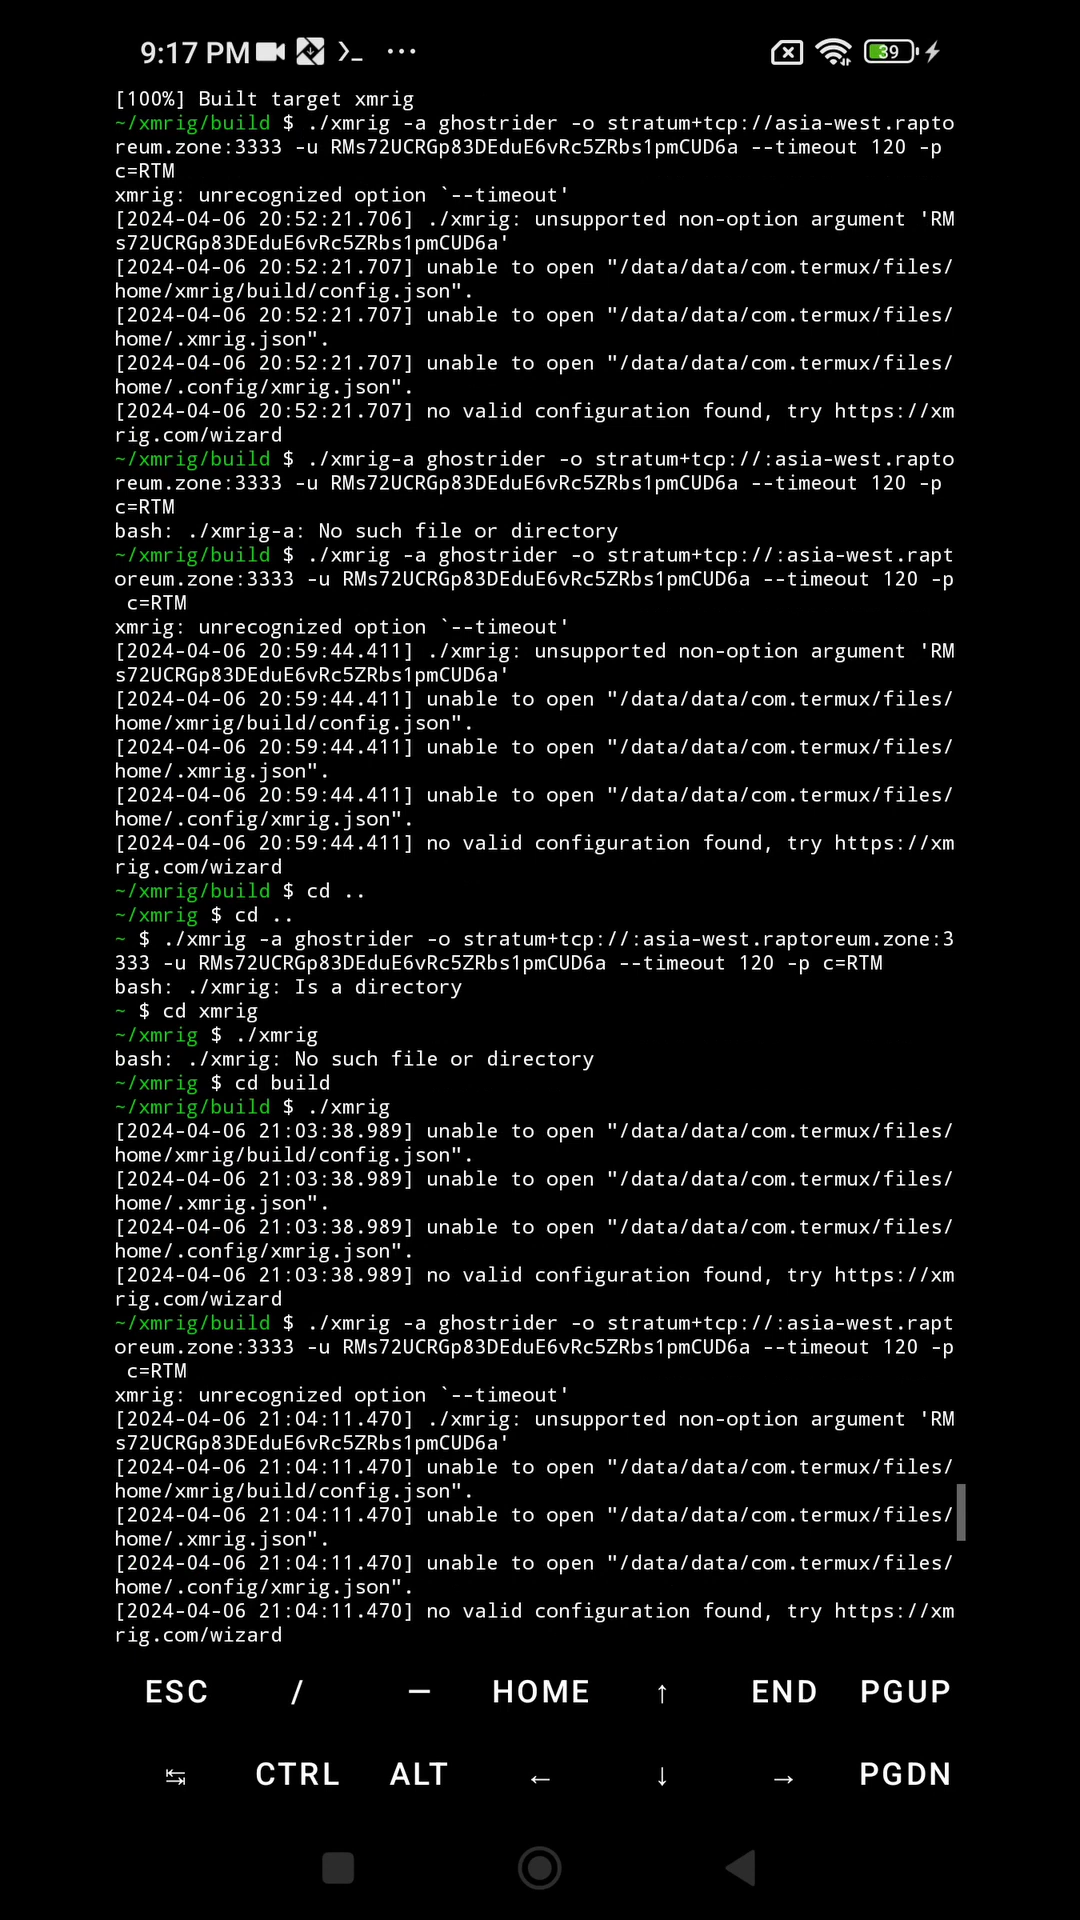 9:17 PM ...
39
[100%] Built target xmrig
~/xmrig/build $ ./xmrig -a ghostrider -o stratum+tcp://asia-west.rapto
reum.zone:3333 -u RMs72UCRGp83DEduE6vRc5ZRbs1pmCUD6a --timeout 120 -p
c=RTM
xmrig: unrecognized option `--timeout'
[2024-04-06 20:52:21.706] ./xmrig: unsupported non-option argument 'RM
s72UCRGp83DEduE6vRc5ZRbs1pmCUD6a'
[2024-04-06 20:52:21.707] unable to open "/data/data/com.termux/files/
home/xmrig/build/config.json".
[2024-04-06 20:52:21.707] unable to open "/data/data/com.termux/files/
home/.xmrig.json".
[2024-04-06 20:52:21.707] unable to open "/data/data/com.termux/files/
home/.config/xmrig.json".
[2024-04-06 20:52:21.707] no valid configuration found, try https://xm
rig.com/wizard
~/xmrig/build $ ./xmrig-a ghostrider -o stratum+tcp://:asia-west.rapto
reum.zone:3333 -u RMs72UCRGp83DEduE6vRc5ZRbs1pmCUD6a --timeout 120 -p
c=RTM
bash: ./xmrig-a: No such file or directory
~/xmrig/build $ ./xmrig -a ghostrider -o stratum+tcp://:asia-west.rapt
oreum.zone:3333 -u RMs72UCRGp83DEduE6vRc5ZRbs1pmCUD6a --timeout 120 -p
c=RTM
xmrig: unrecognized option `--timeout'
[2024-04-06 20:59:44.411] ./xmrig: unsupported non-option argument 'RM
s72UCRGp83DEduE6vRc5ZRbs1pmCUD6a'
[2024-04-06 20:59:44.411] unable to open "/data/data/com.termux/files/
home/xmrig/build/config.json".
[2024-04-06 20:59:44.411] unable to open "/data/data/com.termux/files/
home/.xmrig.json".
[2024-04-06 20:59:44.411] unable to open "/data/data/com.termux/files/
home/.config/xmrig.json".
[2024-04-06 20:59:44.411] no valid configuration found, try https://xm
rig.com/wizard
~/xmrig/build $ cd ..
~/xmrig $ cd ..
~ $ ./xmrig -a ghostrider -o stratum+tcp://:asia-west.raptoreum.zone:3
333 -u RMs72UCRGp83DEduE6vRc5ZRbs1pmCUD6a --timeout 120 -p c=RTM
bash: ./xmrig: Is a directory
~ $ cd xmrig
~/xmrig $ ./xmrig
bash: ./xmrig: No such file or directory
~/xmrig $ cd build
~/xmrig/build $ ./xmrig
[2024-04-06 21:03:38.989] unable to open "/data/data/com.termux/files/
home/xmrig/build/config.json".
[2024-04-06 21:03:38.989] unable to open "/data/data/com.termux/files/
home/.xmrig.json".
[2024-04-06 21:03:38.989] unable to open "/data/data/com.termux/files/
home/.config/xmrig.json".
[2024-04-06 21:03:38.989] no valid configuration found, try https://xm
rig.com/wizard
~/xmrig/build $ ./xmrig -a ghostrider -o stratum+tcp://:asia-west.rapt
oreum.zone:3333 -u RMs72UCRGp83DEduE6vRc5ZRbs1pmCUD6a --timeout 120 -p
c=RTM
xmrig: unrecognized option `--timeout'
[2024-04-06 21:04:11.470] ./xmrig: unsupported non-option argument 'RM
s72UCRGp83DEduE6vRc5ZRbs1pmCUD6a'
[2024-04-06 21:04:11.470] unable to open "/data/data/com.termux/files/
home/xmrig/build/config.json".
[2024-04-06 21:04:11.470] unable to open "/data/data/com.termux/files/
home/.xmrig.json".
[2024-04-06 21:04:11.470] unable to open "/data/data/com.termux/files/
home/.config/xmrig.json".
[2024-04-06 21:04:11.470] no valid configuration found, try https://xm
rig.com/wizard
ESC / — HOME ↑ END PGUP
↹ CTRL ALT ← ↓ → PGDN